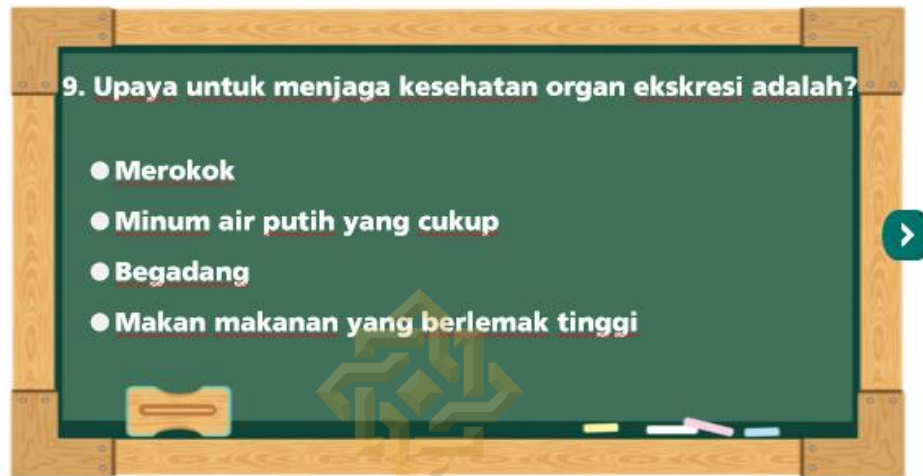 9. Upaya untuk menjaga kesehatan organ ekskresi adalah?
● Merokok
● Minum air putih yang cukup
● Begadang
● Makan makanan yang berlemak tinggi